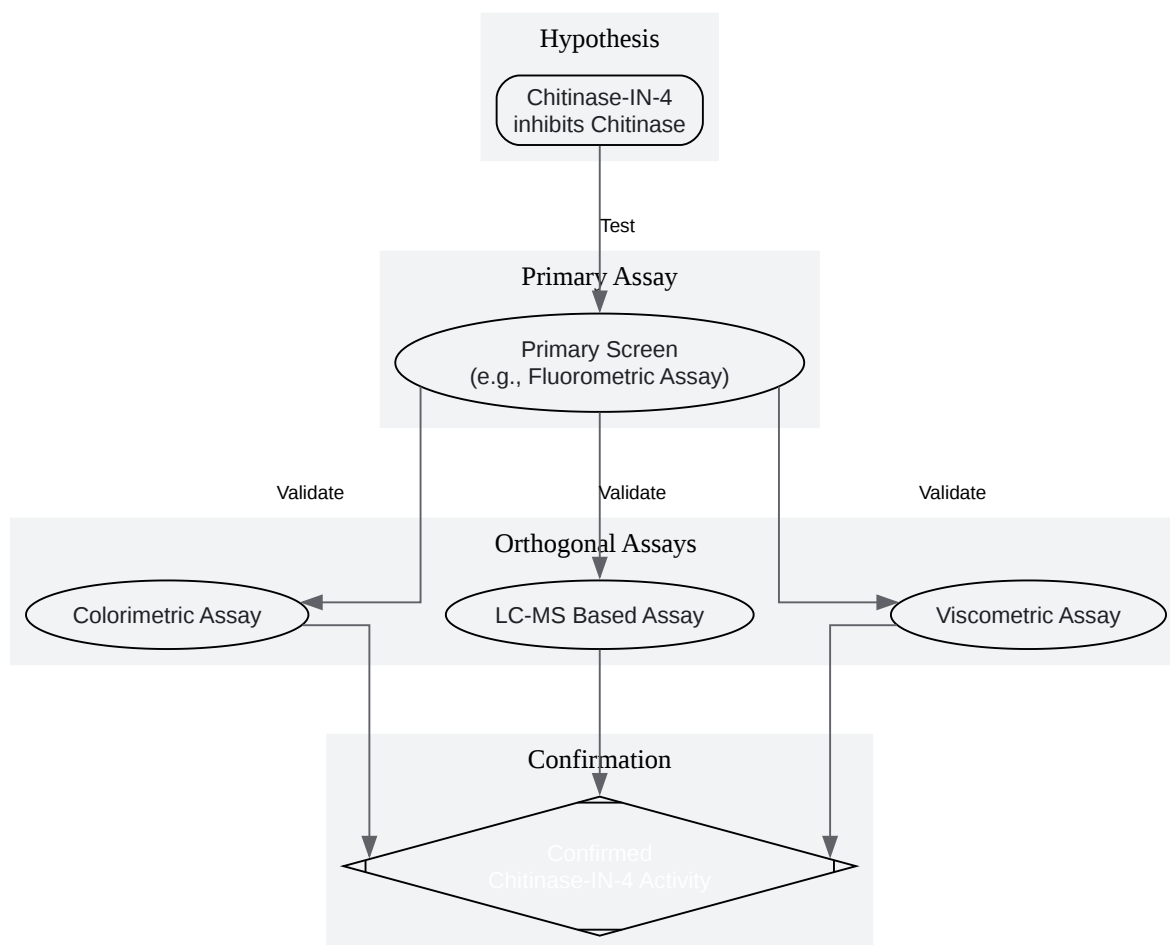 Hypothesis
Chitinase-IN-4
inhibits Chitinase
Test
Primary Assay
Primary Screen
(e.g., Fluorometric Assay)
Validate
Validate
Validate
Orthogonal Assays
Colorimetric Assay
LC-MS Based Assay
Viscometric Assay
Confirmation
Confirmed
Chitinase-IN-4 Activity